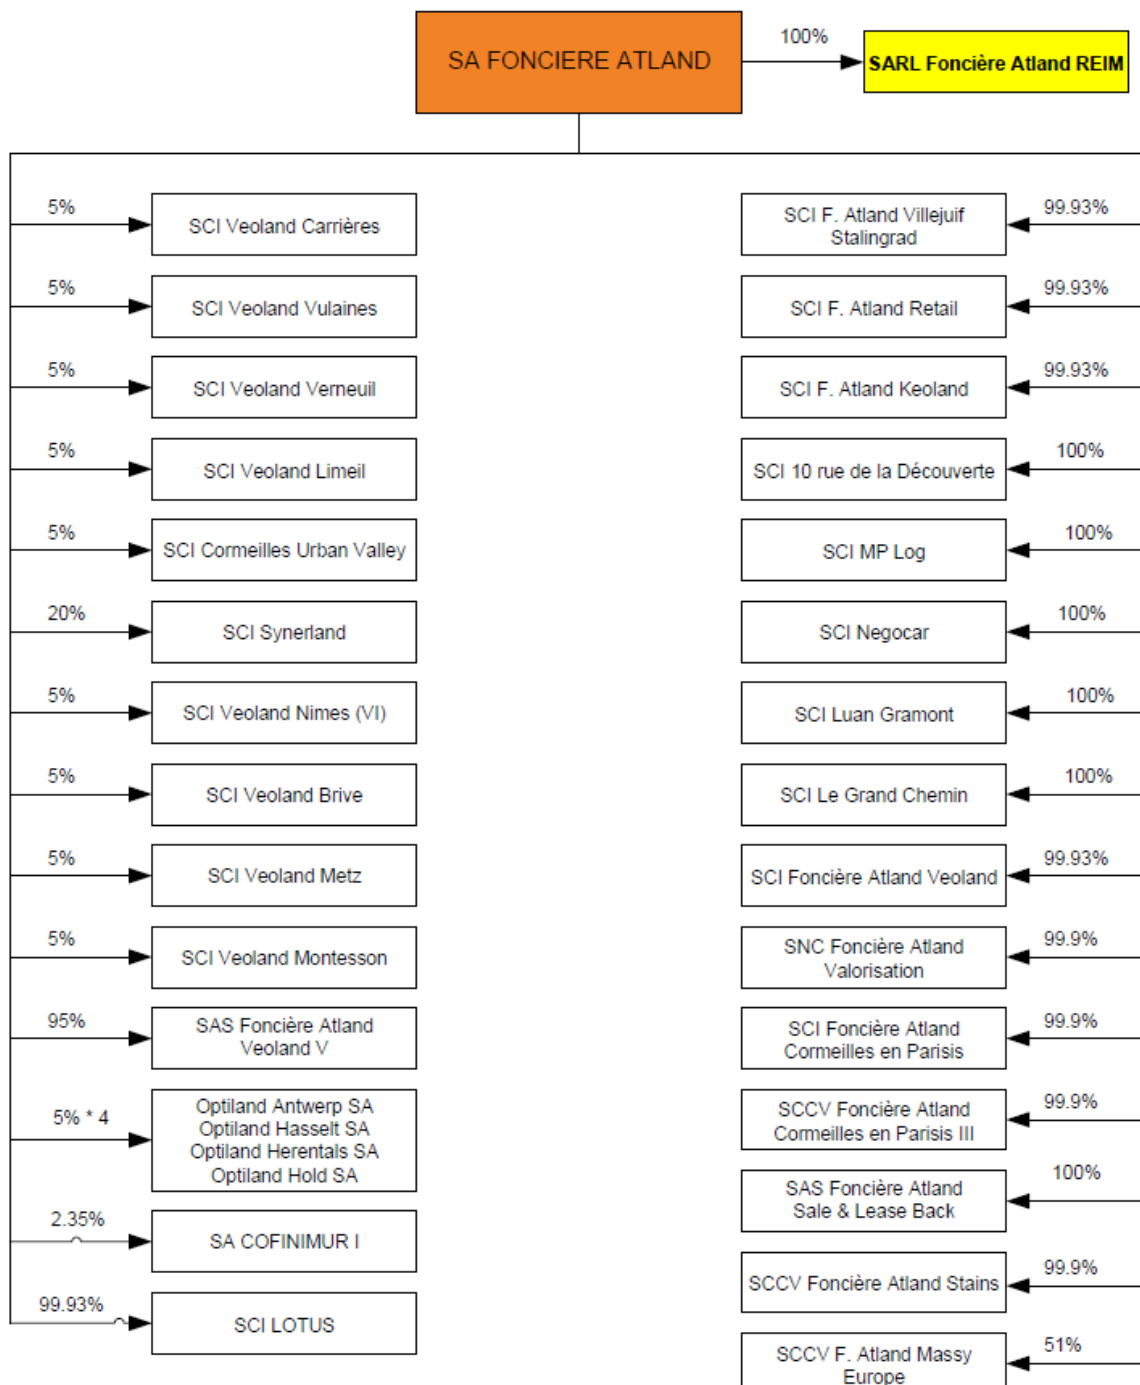 SA FONCIERE ATLAND
100%
SARL Foncière Atland REIM
5%
SCI Veoland Carrières
5%
SCI Veoland Vulaines
5%
SCI Veoland Verneuil
5%
SCI Veoland Limeil
5%
SCI Cormeilles Urban Valley
20%
SCI Synerland
5%
SCI Veoland Nimes (VI)
5%
SCI Veoland Brive
5%
SCI Veoland Metz
5%
SCI Veoland Montesson
95%
SAS Foncière Atland
Veoland V
5% * 4
Optiland Antwerp SA
Optiland Hasselt SA
Optiland Herentals SA
Optiland Hold SA
2.35%
SA COFINIMUR I
99.93%
SCI LOTUS
SCI F. Atland Villejuif
Stalingrad
99.93%
SCI F. Atland Retail
99.93%
SCI F. Atland Keoland
99.93%
SCI 10 rue de la Découverte
100%
SCI MP Log
100%
SCI Negocar
100%
SCI Luan Gramont
100%
SCI Le Grand Chemin
100%
SCI Foncière Atland Veoland
99.93%
SNC Foncière Atland
Valorisation
99.9%
SCI Foncière Atland
Cormeilles en Parisis
99.9%
SCCV Foncière Atland
Cormeilles en Parisis III
99.9%
SAS Foncière Atland
Sale & Lease Back
100%
SCCV Foncière Atland Stains
99.9%
SCCV F. Atland Massy
Europe
51%